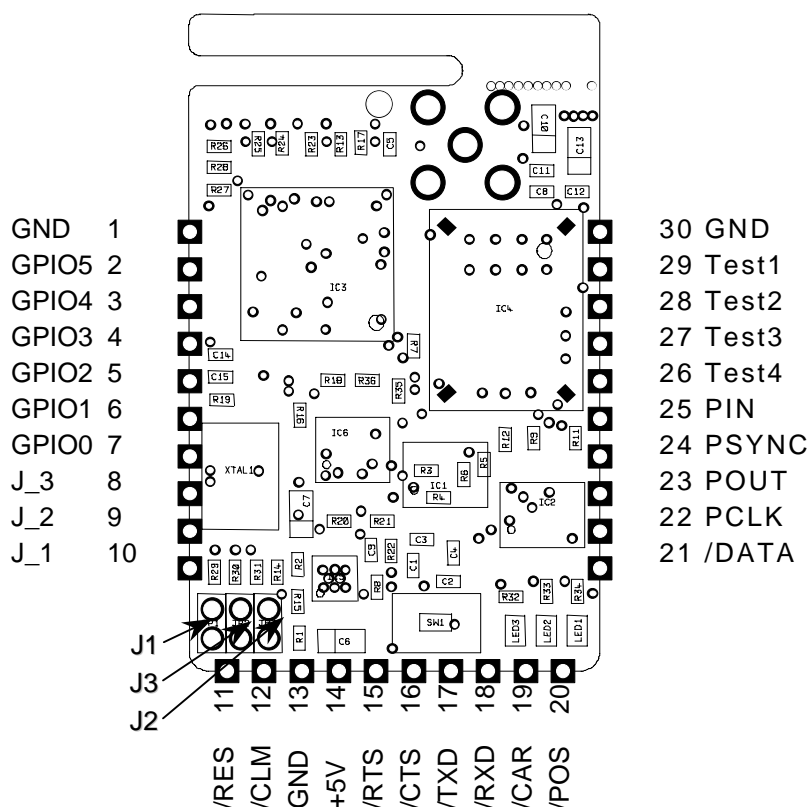 C10
C13
R26
R25
R24
R23
R13
R17
C5
R28
C11
R27
C8 C12
GND 1
GPIO5 2
GPIO4 3
GPIO3 4
GPIO2 5
GPIO1 6
GPIO0 7
J_3 8
J_2 9
J_1 10
30 GND
29 Test1
28 Test2
27 Test3
26 Test4
25 PIN
24 PSYNC
23 POUT
22 PCLK
21 /DATA
IC3
IC4
R7
C14
C15
R18 R36
R35
R19
R16
R12
R9
R11
IC6
XTAL1
R3
R6
R5
IC1
R4
C7
IC2
R20 R21
C3
C9
R22
C1
C4
R29
R30
R31
R14
R2
R8
C2
R33
R34
R32
R15
SW1
LED3
LED2
LED1
R1
C6
J1
J3
J2
11
12
13
14
15
16
17
18
19
20
/RES
/CLM
GND
+5V
/RTS
/CTS
/TXD
/RXD
/CAR
/POS